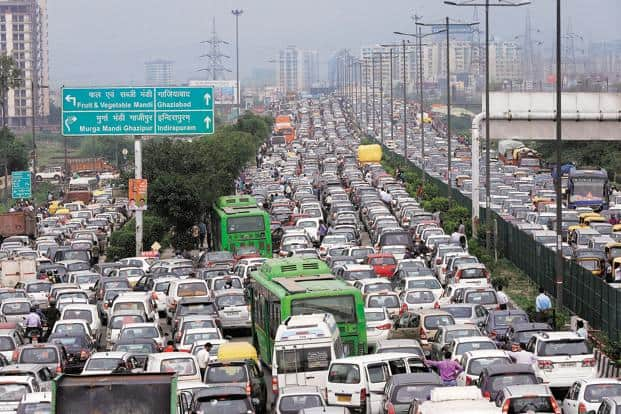 फल एवं सब्जी मंडी गाजियाबाद
Fruit & Vegetable Mandi Ghaziabad
मुर्गा मंडी गाजीपुर इन्दिरापुरम
Murga Mandi Ghazipur Indirapuram